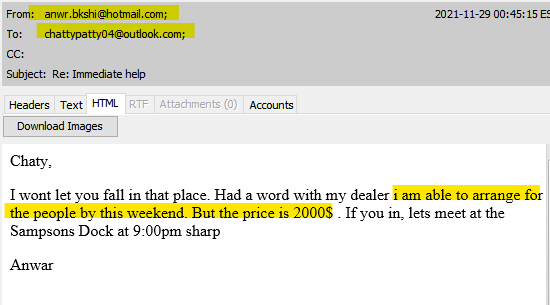 From: anwr.bkshi@hotmail.com; 2021-11-29 00:45:15 ES
To: chattypatty04@outlook.com;
CC:
Subject: Re: Immediate help
Headers Text HTML RTF Attachments (0) Accounts
Download Images
Chaty,
I wont let you fall in that place. Had a word with my dealer i am able to arrange for
the people by this weekend. But the price is 2000$ . If you in, lets meet at the
Sampsons Dock at 9:00pm sharp
Anwar